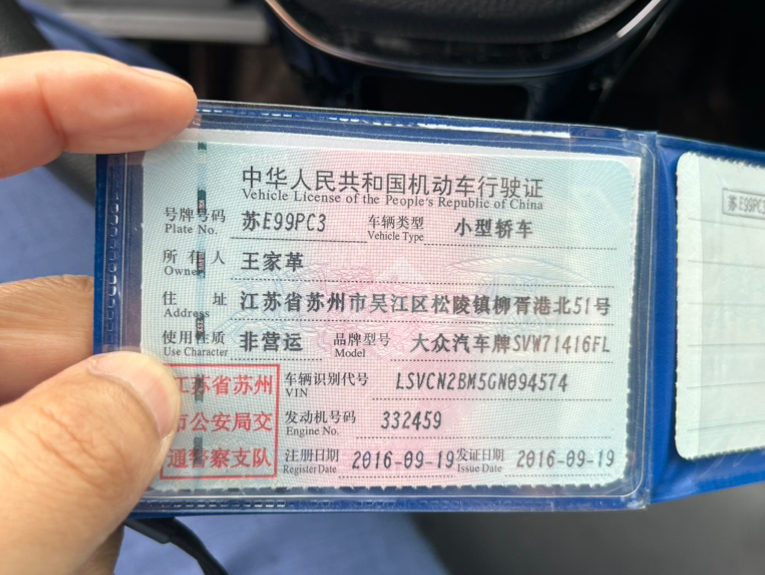 中华人民共和国机动车行驶证
Vehicle License of the People's Republic of China
号牌号码 苏E99PC3 车辆类型 小型轿车
Plate No. Vehicle Type
所有人 王家革
Owner
住址 江苏省苏州市吴江区松陵镇柳胥港北51号
Address
使用性质 非营运 品牌型号 大众汽车牌SVW71416FL
Use Character Model
江苏省苏州 车辆识别代号 LSVCN2BM5GN094574
VIN
市公安局交 发动机号码 332459
Engine No.
通警察支队 注册日期 2016-09-19 发证日期 2016-09-19
Register Date Issue Date
苏E99PC3